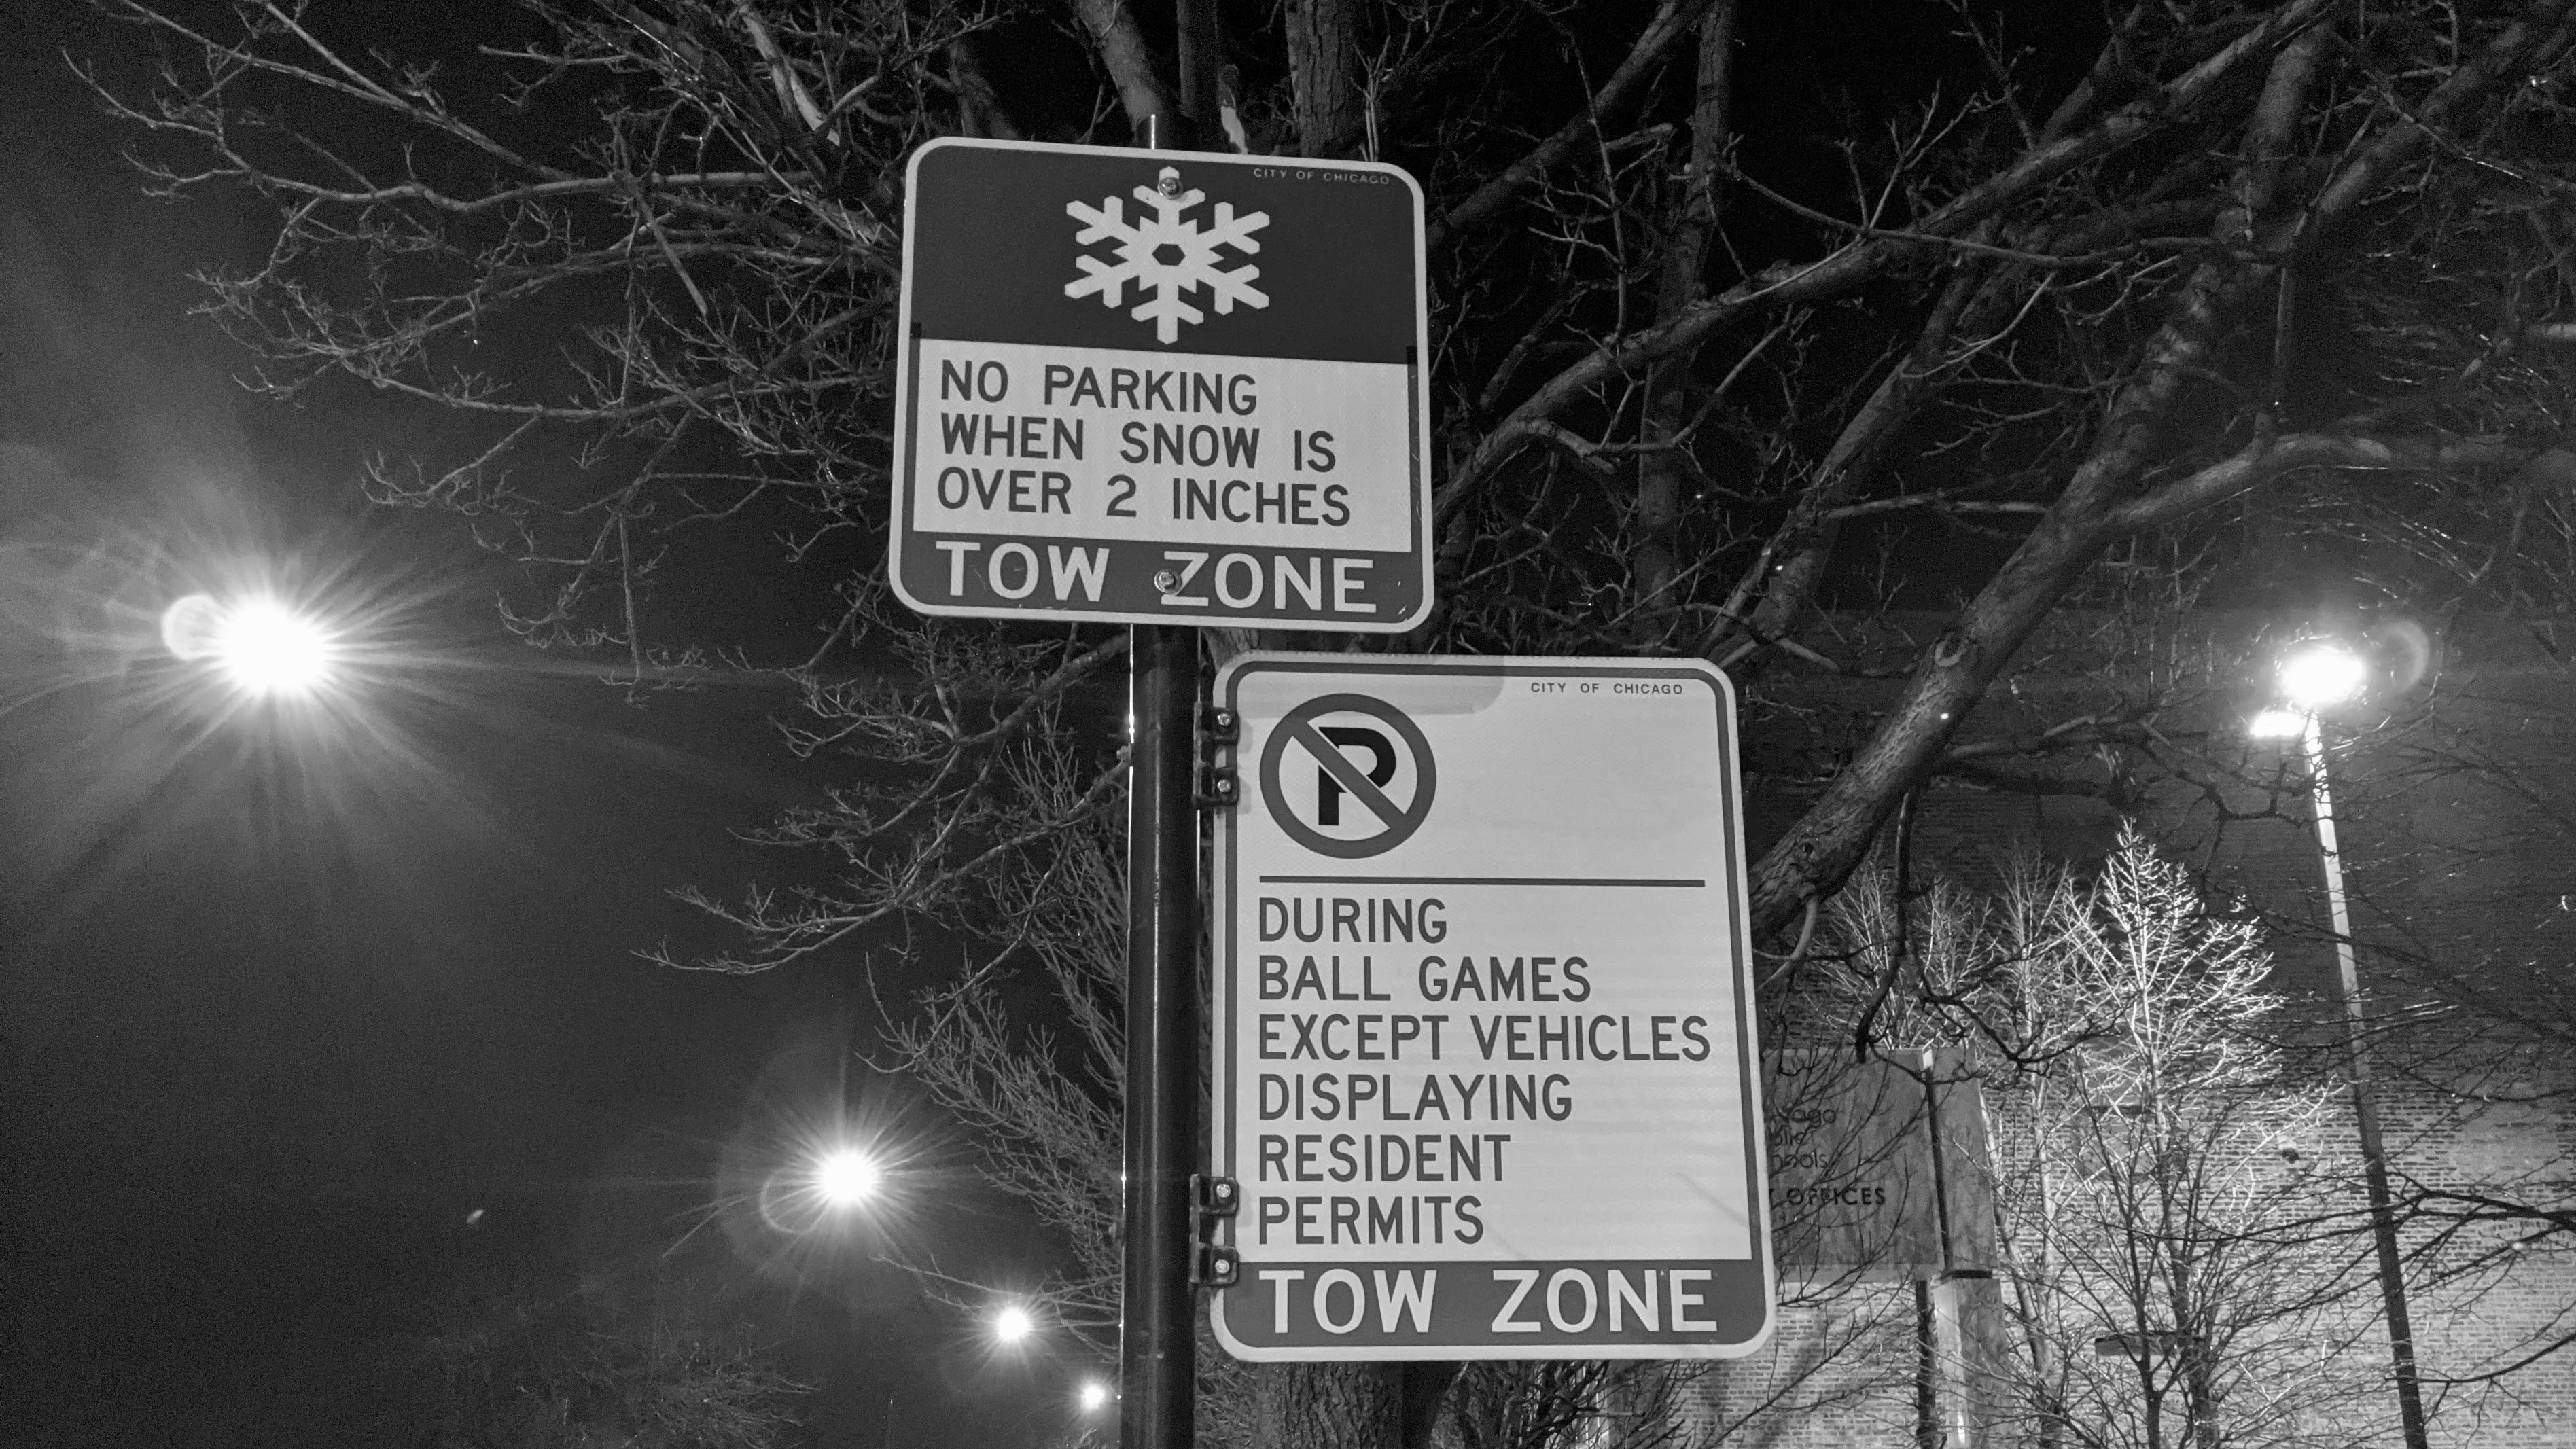 CITY OF CHICAGO
NO PARKING
WHEN SNOW IS
OVER 2 INCHES
TOW ZONE
CITY OF CHICAGO
P
DURING
BALL GAMES
EXCEPT VEHICLES
DISPLAYING
RESIDENT
PERMITS
TOW ZONE
OFFICES